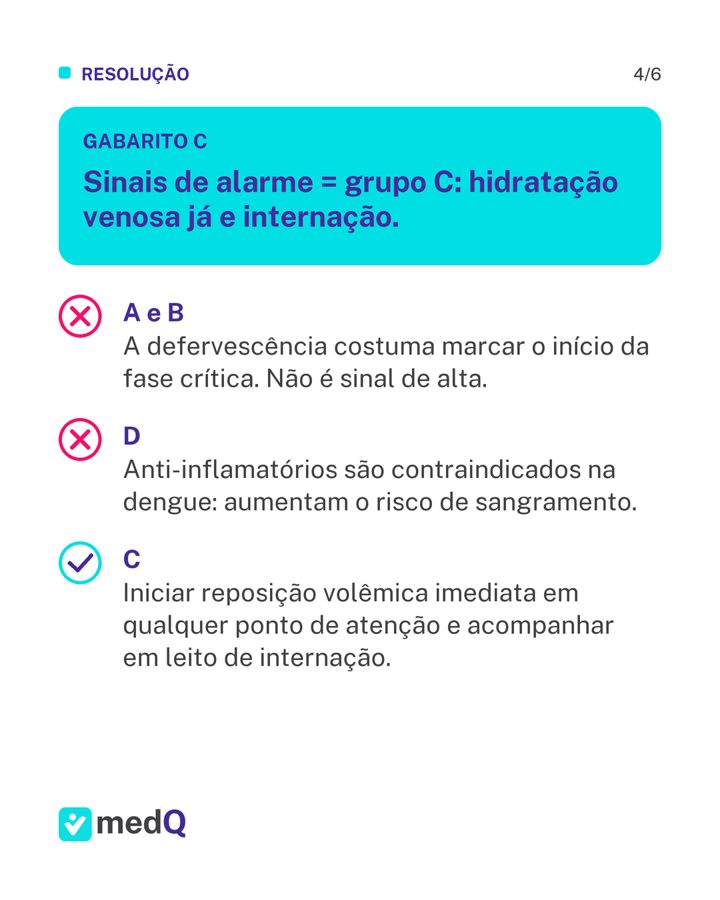 RESOLUÇÃO
4/6
GABARITO C
Sinais de alarme = grupo C: hidratação
venosa já e internação.
A e B
A defervescência costuma marcar o início da
fase crítica. Não é sinal de alta.
D
Anti-inflamatórios são contraindicados na
dengue: aumentam o risco de sangramento.
C
Iniciar reposição volêmica imediata em
qualquer ponto de atenção e acompanhar
em leito de internação.
medQ